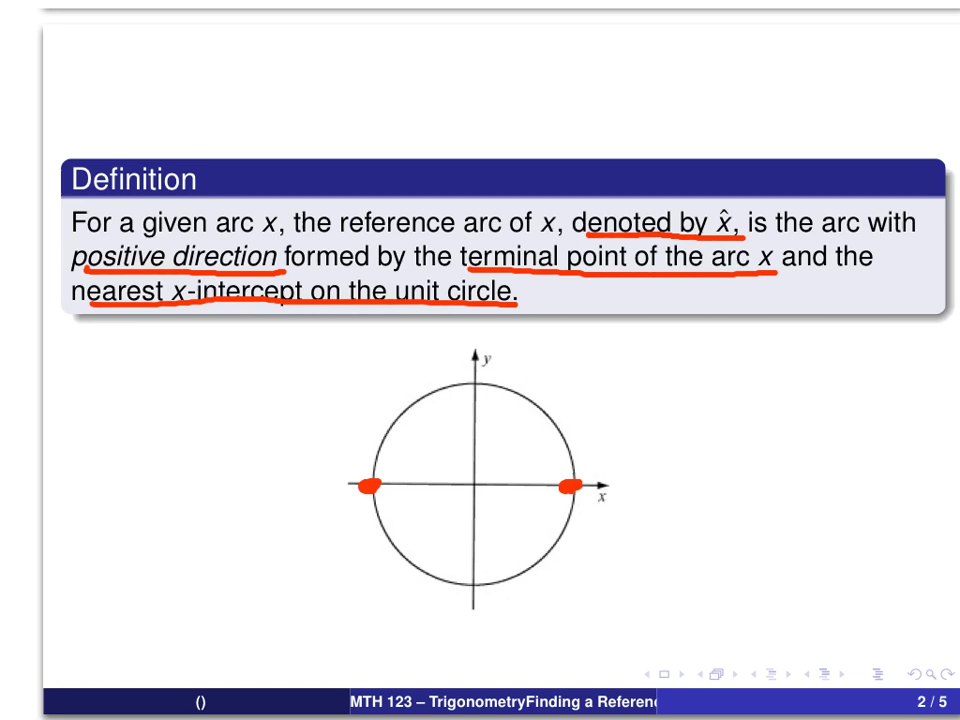 Definition
For a given arc x, the reference arc of x, denoted by x̂, is the arc with
positive direction formed by the terminal point of the arc x and the
nearest x-intercept on the unit circle.
y
x
()
MTH 123 – TrigonometryFinding a Referenc
2 / 5